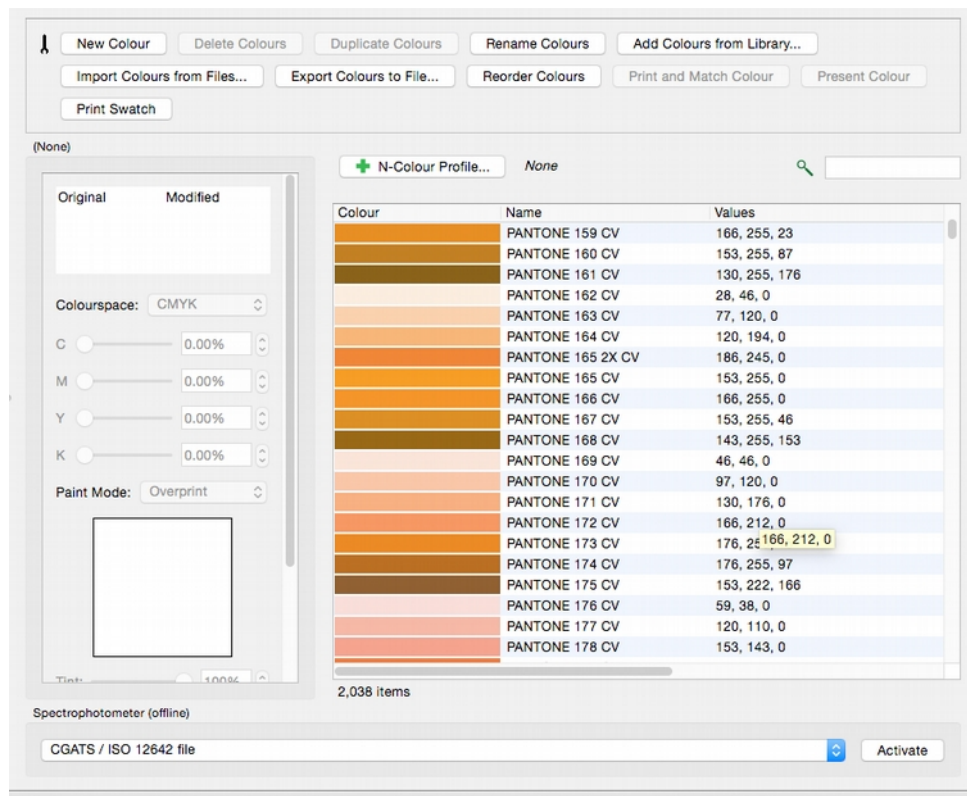 New Colour Delete Colours Duplicate Colours Rename Colours Add Colours from Library...
Import Colours from Files... Export Colours to File... Reorder Colours Print and Match Colour Present Colour
Print Swatch
(None)
N-Colour Profile... None
Original Modified
Colourspace: CMYK
C 0.00%
M 0.00%
Y 0.00%
K 0.00%
Paint Mode: Overprint
Tint: 100%
Colour Name Values
PANTONE 159 CV 166, 255, 23
PANTONE 160 CV 153, 255, 87
PANTONE 161 CV 130, 255, 176
PANTONE 162 CV 28, 46, 0
PANTONE 163 CV 77, 120, 0
PANTONE 164 CV 120, 194, 0
PANTONE 165 2X CV 186, 245, 0
PANTONE 165 CV 153, 255, 0
PANTONE 166 CV 166, 255, 0
PANTONE 167 CV 153, 255, 46
PANTONE 168 CV 143, 255, 153
PANTONE 169 CV 46, 46, 0
PANTONE 170 CV 97, 120, 0
PANTONE 171 CV 130, 176, 0
PANTONE 172 CV 166, 212, 0
PANTONE 173 CV 176, 166, 212, 0
PANTONE 174 CV 176, 255, 97
PANTONE 175 CV 153, 222, 166
PANTONE 176 CV 59, 38, 0
PANTONE 177 CV 120, 110, 0
PANTONE 178 CV 153, 143, 0
2,038 items
Spectrophotometer (offline)
CGATS / ISO 12642 file Activate